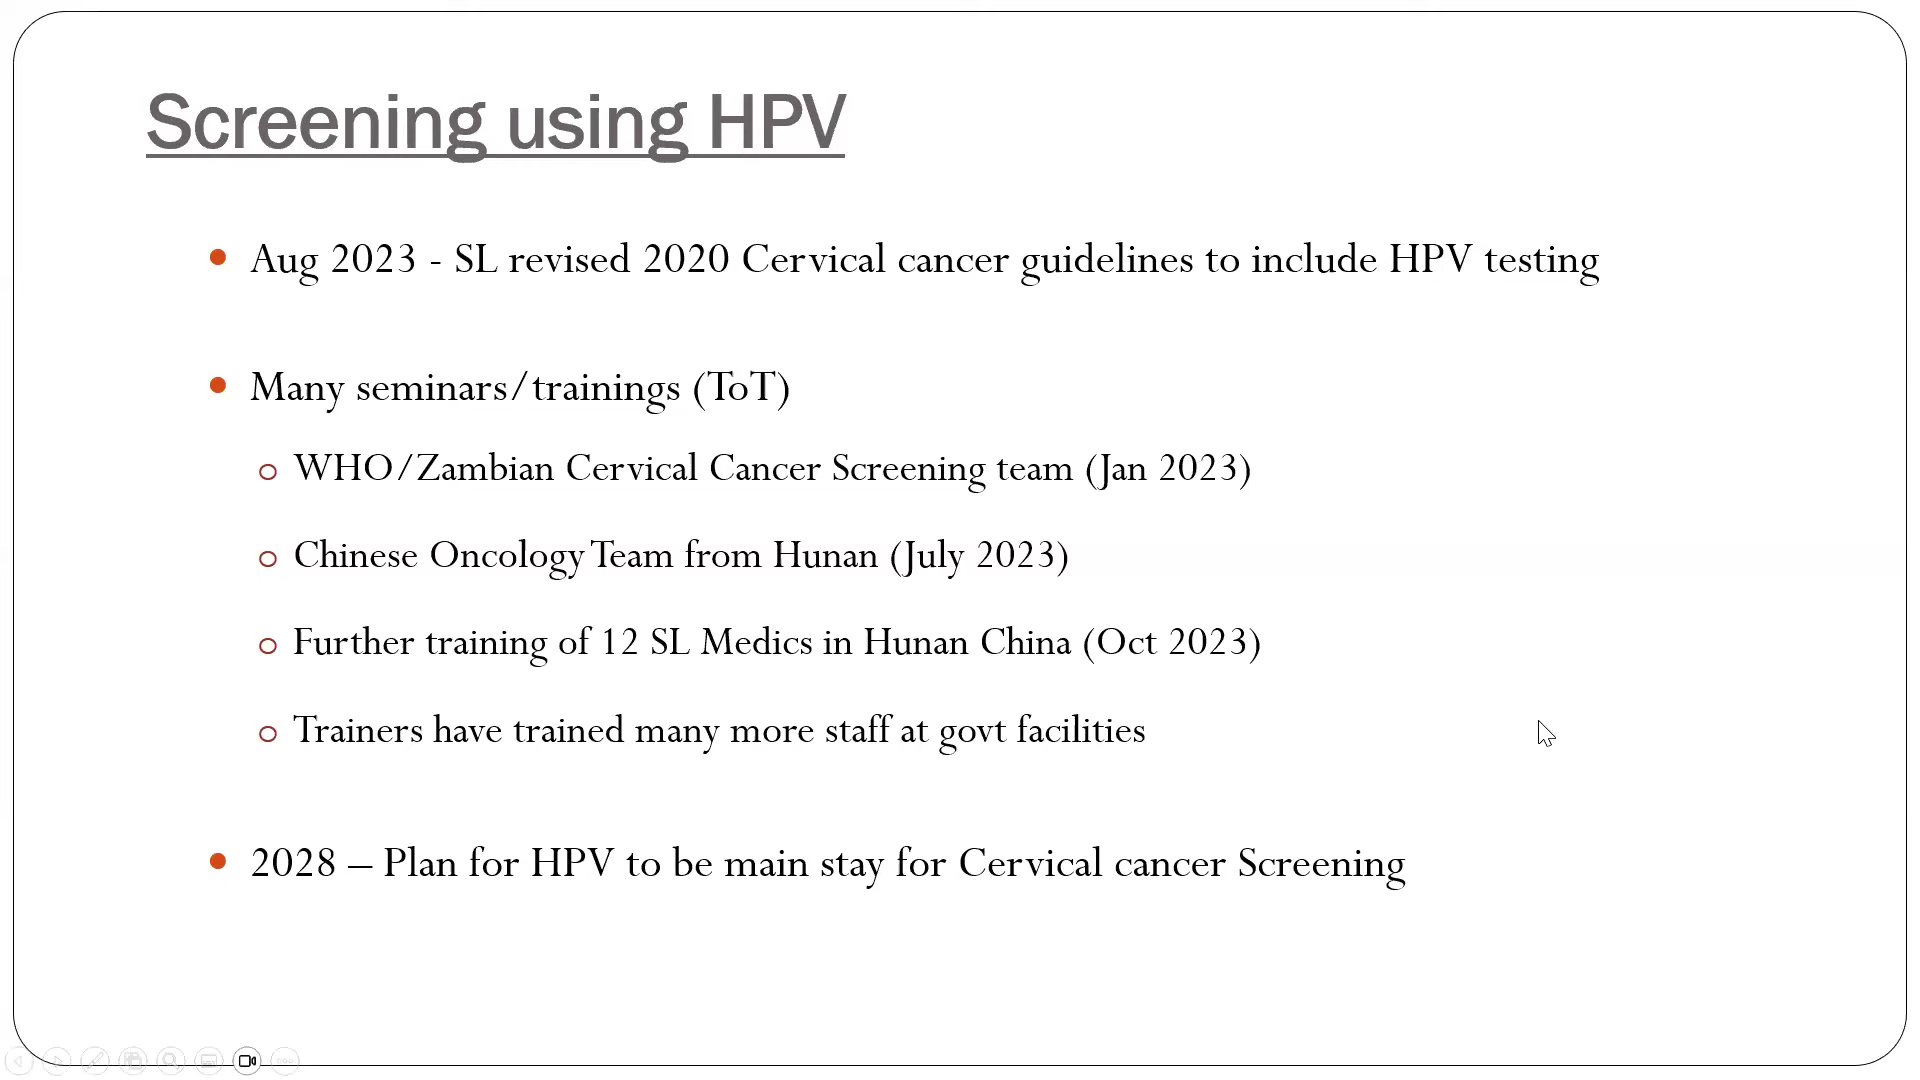 Screening using HPV
Aug 2023 - SL revised 2020 Cervical cancer guidelines to include HPV testing
Many seminars/trainings (ToT)
WHO/Zambian Cervical Cancer Screening team (Jan 2023)
Chinese Oncology Team from Hunan (July 2023)
Further training of 12 SL Medics in Hunan China (Oct 2023)
Trainers have trained many more staff at govt facilities
2028 – Plan for HPV to be main stay for Cervical cancer Screening